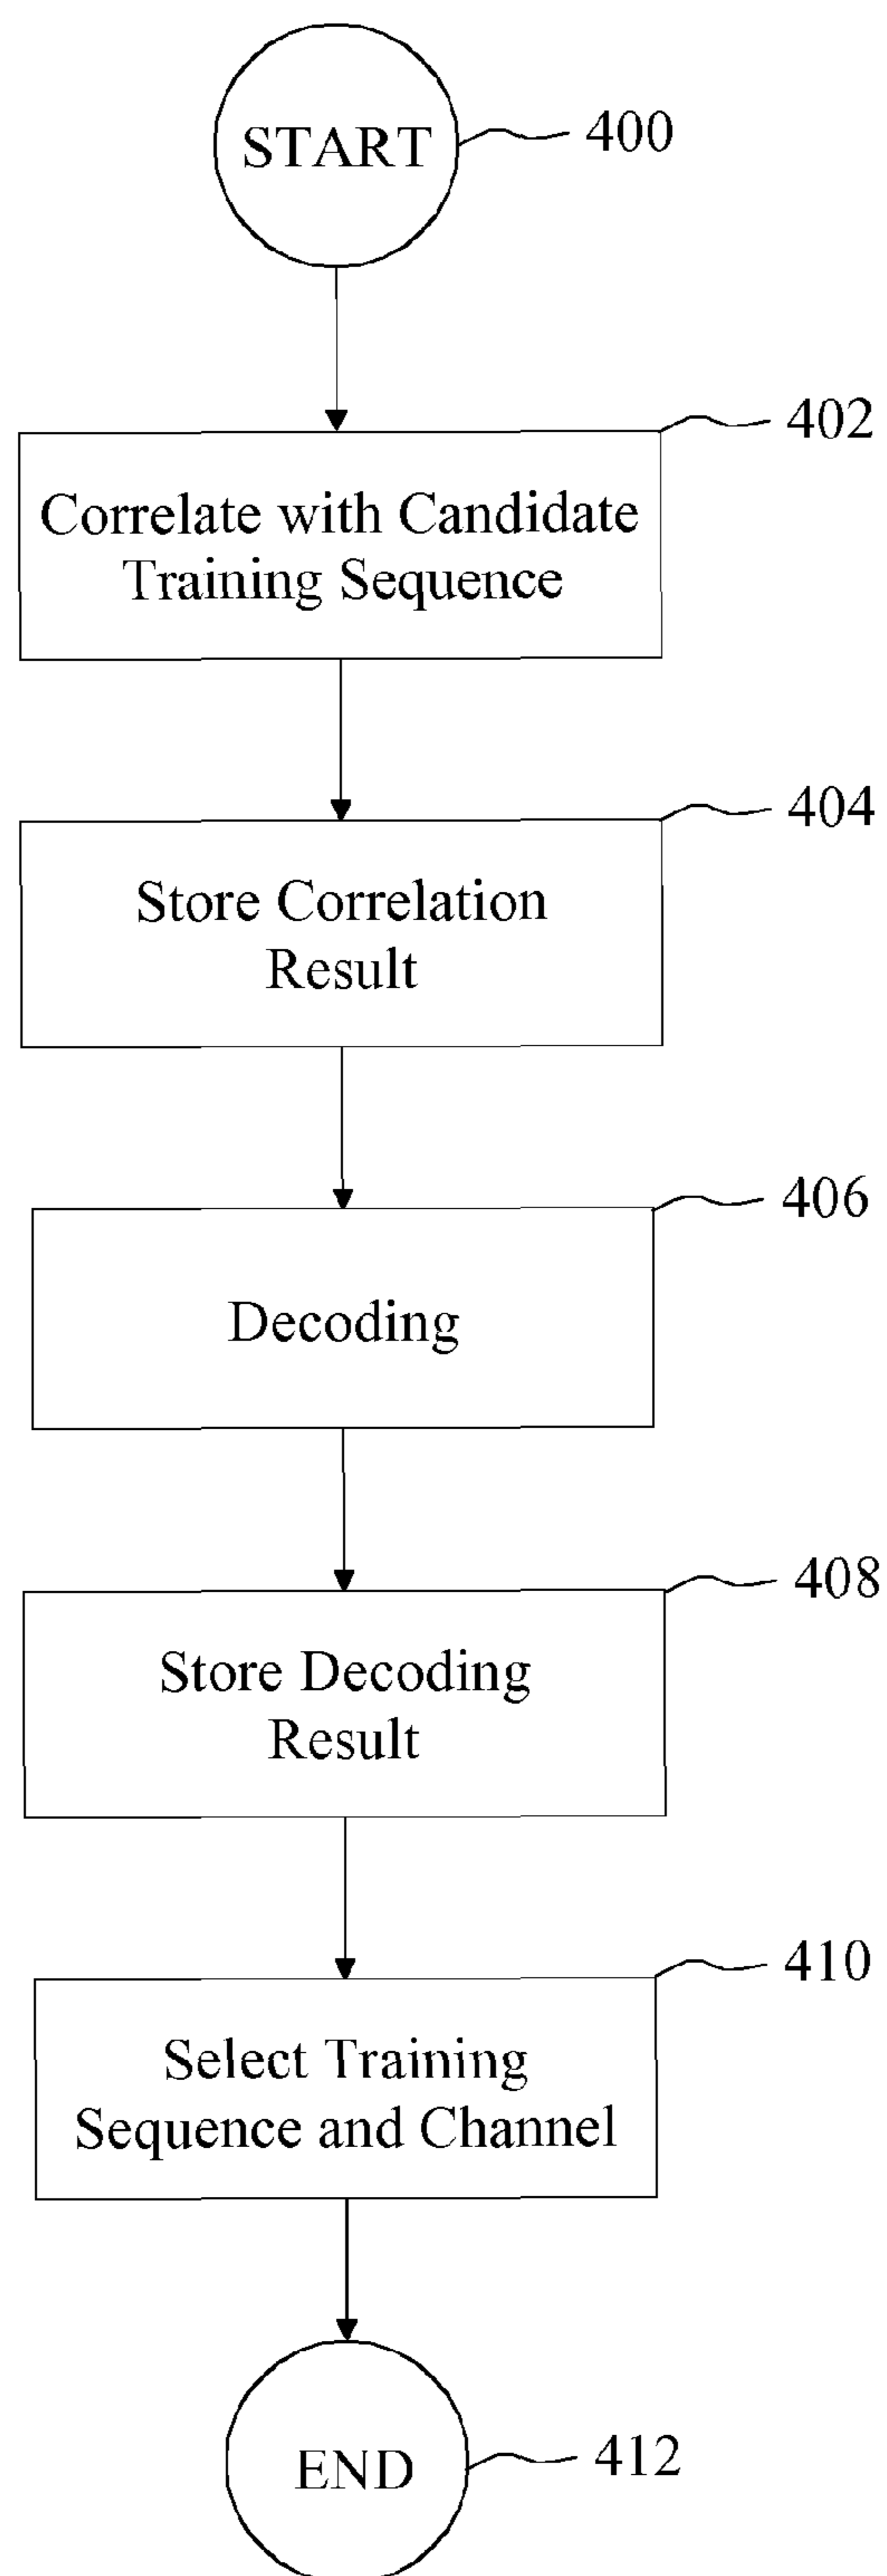 START
400
402
Correlate with Candidate
Training Sequence
404
Store Correlation
Result
406
Decoding
408
Store Decoding
Result
410
Select Training
Sequence and Channel
END
412